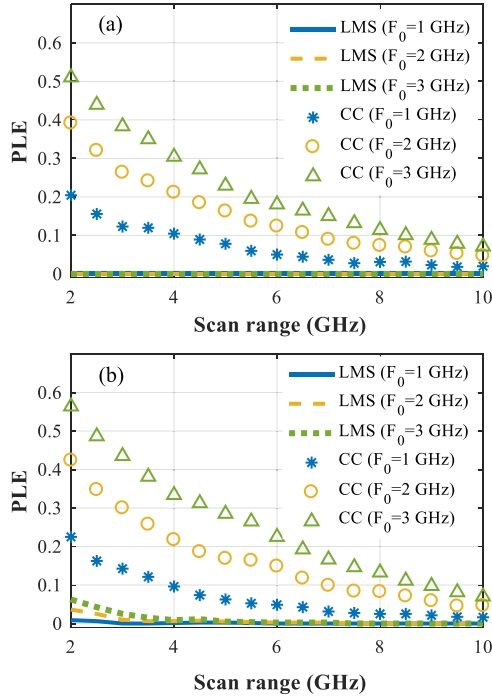 (a)
LMS (F0=1 GHz)
LMS (F0=2 GHz)
LMS (F0=3 GHz)
CC (F0=1 GHz)
CC (F0=2 GHz)
CC (F0=3 GHz)
0.6
0.5
0.4
0.3
0.2
0.1
0
PLE
2 4 6 8 10
Scan range (GHz)
(b)
LMS (F0=1 GHz)
LMS (F0=2 GHz)
LMS (F0=3 GHz)
CC (F0=1 GHz)
CC (F0=2 GHz)
CC (F0=3 GHz)
0.6
0.5
0.4
0.3
0.2
0.1
0
PLE
2 4 6 8 10
Scan range (GHz)